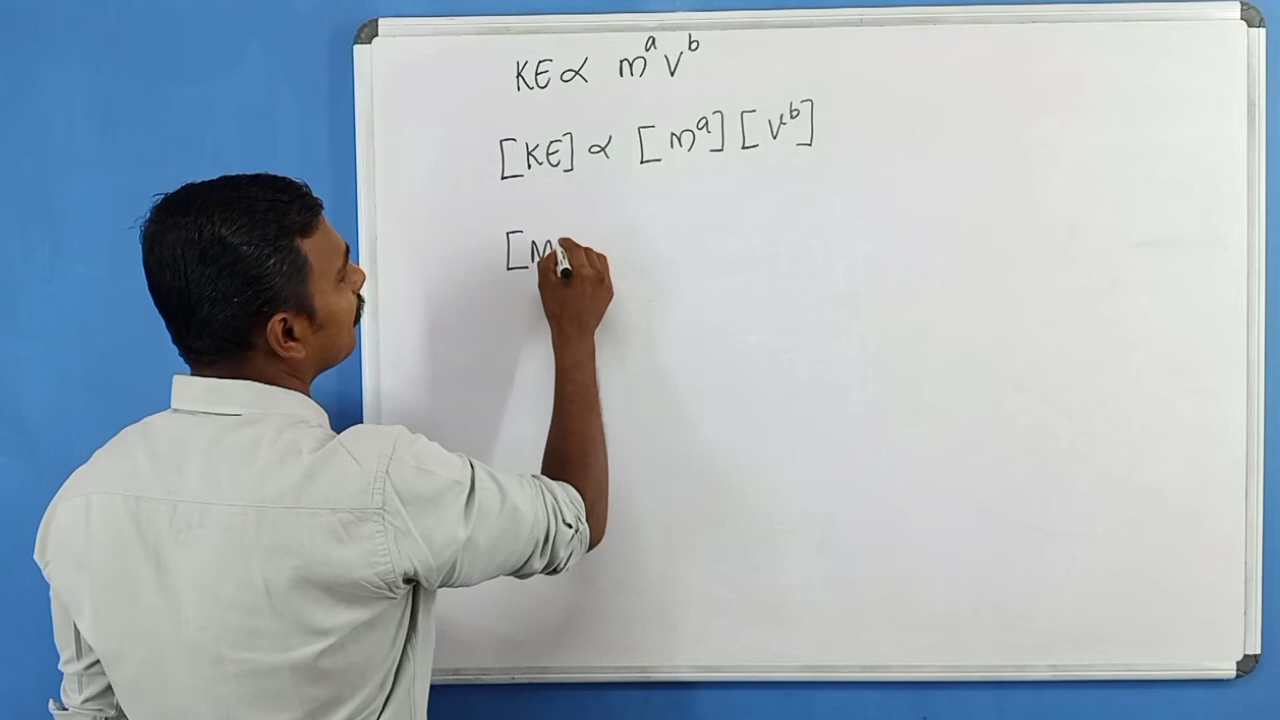 KE ∝ m^a v^b
[KE] ∝ [m^a] [v^b]
[M